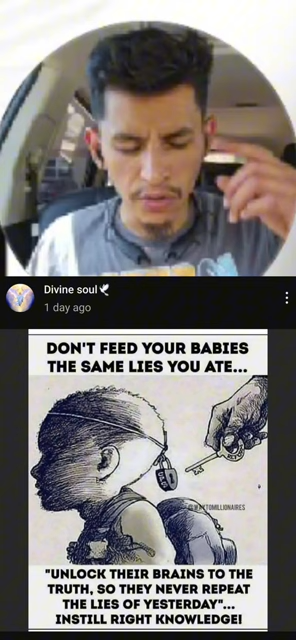 Divine soul
1 day ago
DON'T FEED YOUR BABIES
THE SAME LIES YOU ATE...
"UNLOCK THEIR BRAINS TO THE
TRUTH, SO THEY NEVER REPEAT
THE LIES OF YESTERDAY"...
INSTILL RIGHT KNOWLEDGE!